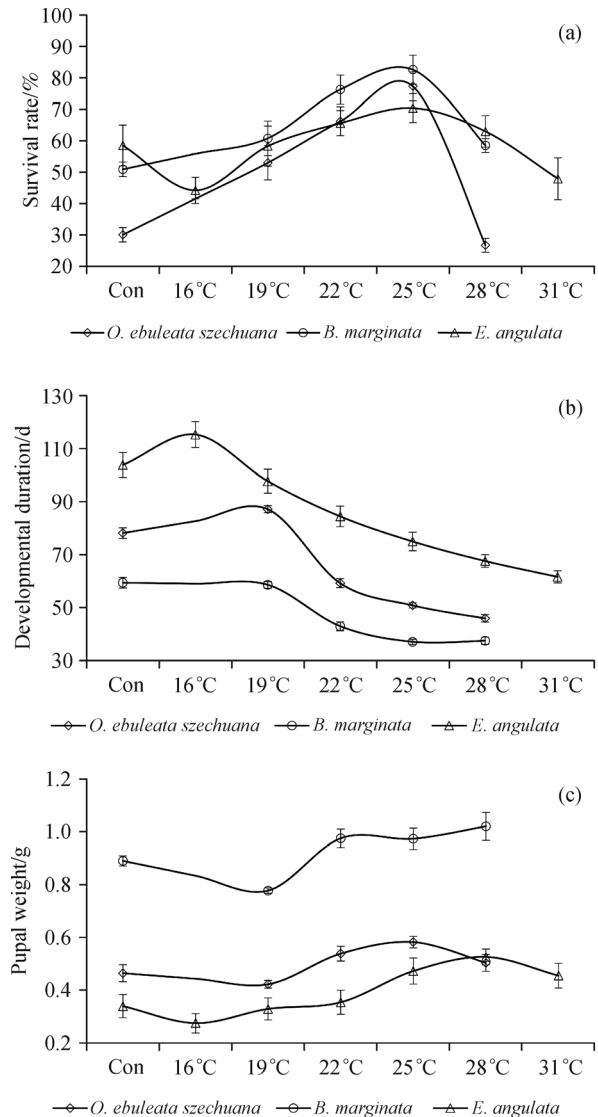 (a)
Survival rate/%
100
90
80
70
60
50
40
30
20
Con 16°C 19°C 22°C 25°C 28°C 31°C
O. ebuleata szechuana B. marginata E. angulata
(b)
Developmental duration/d
130
110
90
70
50
30
Con 16°C 19°C 22°C 25°C 28°C 31°C
O. ebuleata szechuana B. marginata E. angulata
(c)
Pupal weight/g
1.2
1.0
0.8
0.6
0.4
0.2
Con 16°C 19°C 22°C 25°C 28°C 31°C
O. ebuleata szechuana B. marginata E. angulata